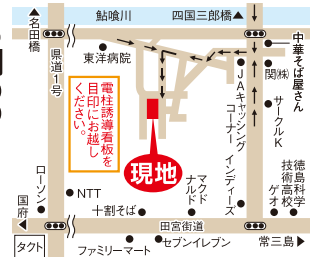 鮎喰川
四国三郎橋
名田橋
県道1号
東洋病院
中華そば屋さん
関㈱
JAキャッシング
コーナー
サークルK
電柱誘導看板を
目印にお越し
ください。
現地
インディーズ
徳島科学
技術高校
ゲオ
マクド
ナルド
ローソン
NTT
十割そば
国府
田宮街道
タクト
ファミリーマート
セブンイレブン
常三島